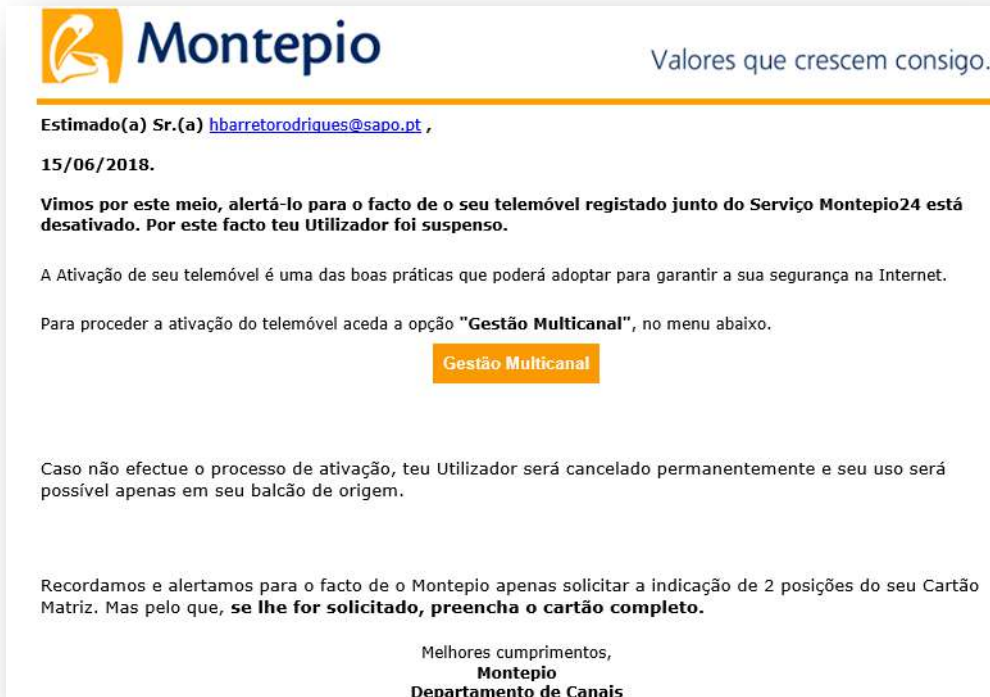 Montepio
Valores que crescem consigo.
Estimado(a) Sr.(a) hbarretorodrigues@sapo.pt ,
15/06/2018.
Vimos por este meio, alertá-lo para o facto de o seu telemóvel registado junto do Serviço Montepio24 está
desativado. Por este facto teu Utilizador foi suspenso.
A Ativação de seu telemóvel é uma das boas práticas que poderá adoptar para garantir a sua segurança na Internet.
Para proceder a ativação do telemóvel aceda a opção "Gestão Multicanal", no menu abaixo.
Gestão Multicanal
Caso não efectue o processo de ativação, teu Utilizador será cancelado permanentemente e seu uso será
possível apenas em seu balcão de origem.
Recordamos e alertamos para o facto de o Montepio apenas solicitar a indicação de 2 posições do seu Cartão
Matriz. Mas pelo que, se lhe for solicitado, preencha o cartão completo.
Melhores cumprimentos,
Montepio
Departamento de Canais